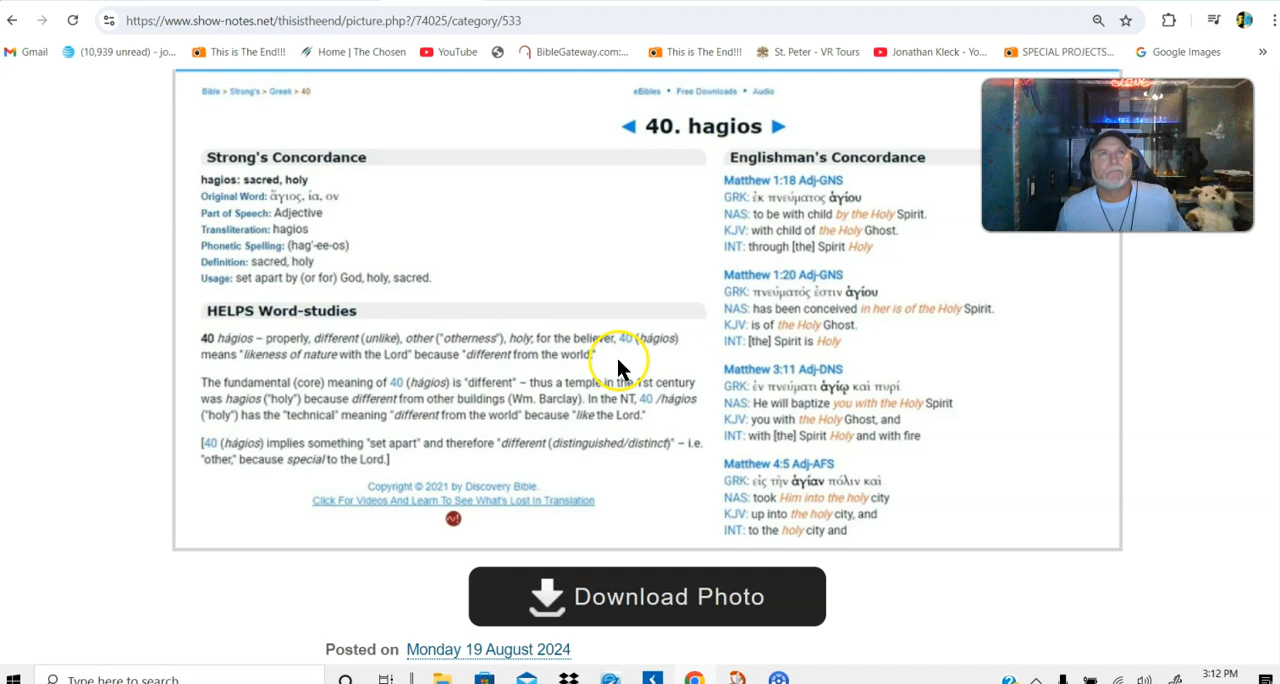 https://www.show-notes.net/thisistheend/picture.php?/74025/category/533
Gmail
(10,939 unread) - jo...
This is The End!!!
Home | The Chosen
YouTube
BibleGateway.com:...
This is The End!!!
St. Peter - VR Tours
Jonathan Kleck - Yo...
SPECIAL PROJECTS...
Google Images
»
Bible > Strong's > Greek > 40
eBibles • Free Downloads • Audio
◄ 40. hagios ►
Strong's Concordance
hagios: sacred, holy
Original Word: ἅγιος, ία, ον
Part of Speech: Adjective
Transliteration: hagios
Phonetic Spelling: (hag'-ee-os)
Definition: sacred, holy
Usage: set apart by (or for) God, holy, sacred.
HELPS Word-studies
40 hágios – properly, different (unlike), other ("otherness"), holy; for the believer, 40 (hágios)
means "likeness of nature with the Lord" because "different from the world."
The fundamental (core) meaning of 40 (hágios) is "different" – thus a temple in the 1st century
was hagios ("holy") because different from other buildings (Wm. Barclay). In the NT, 40 /hágios
("holy") has the "technical" meaning "different from the world" because "like the Lord."
[40 (hágios) implies something "set apart" and therefore "different (distinguished/distinct)" – i.e.
"other," because special to the Lord.]
Copyright © 2021 by Discovery Bible.
Click For Videos And Learn To See What's Lost In Translation
Englishman's Concordance
Matthew 1:18 Adj-GNS
GRK: ἐκ πνεύματος ἁγίου
NAS: to be with child by the Holy Spirit.
KJV: with child of the Holy Ghost.
INT: through [the] Spirit Holy
Matthew 1:20 Adj-GNS
GRK: πνεύματός ἐστιν ἁγίου
NAS: has been conceived in her is of the Holy Spirit.
KJV: is of the Holy Ghost.
INT: [the] Spirit is Holy
Matthew 3:11 Adj-DNS
GRK: ἐν πνεύματι ἁγίῳ καὶ πυρί
NAS: He will baptize you with the Holy Spirit
KJV: you with the Holy Ghost, and
INT: with [the] Spirit Holy and with fire
Matthew 4:5 Adj-AFS
GRK: εἰς τὴν ἁγίαν πόλιν καὶ
NAS: took Him into the holy city
KJV: up into the holy city, and
INT: to the holy city and
Download Photo
Posted on Monday 19 August 2024
Type here to search
3:12 PM